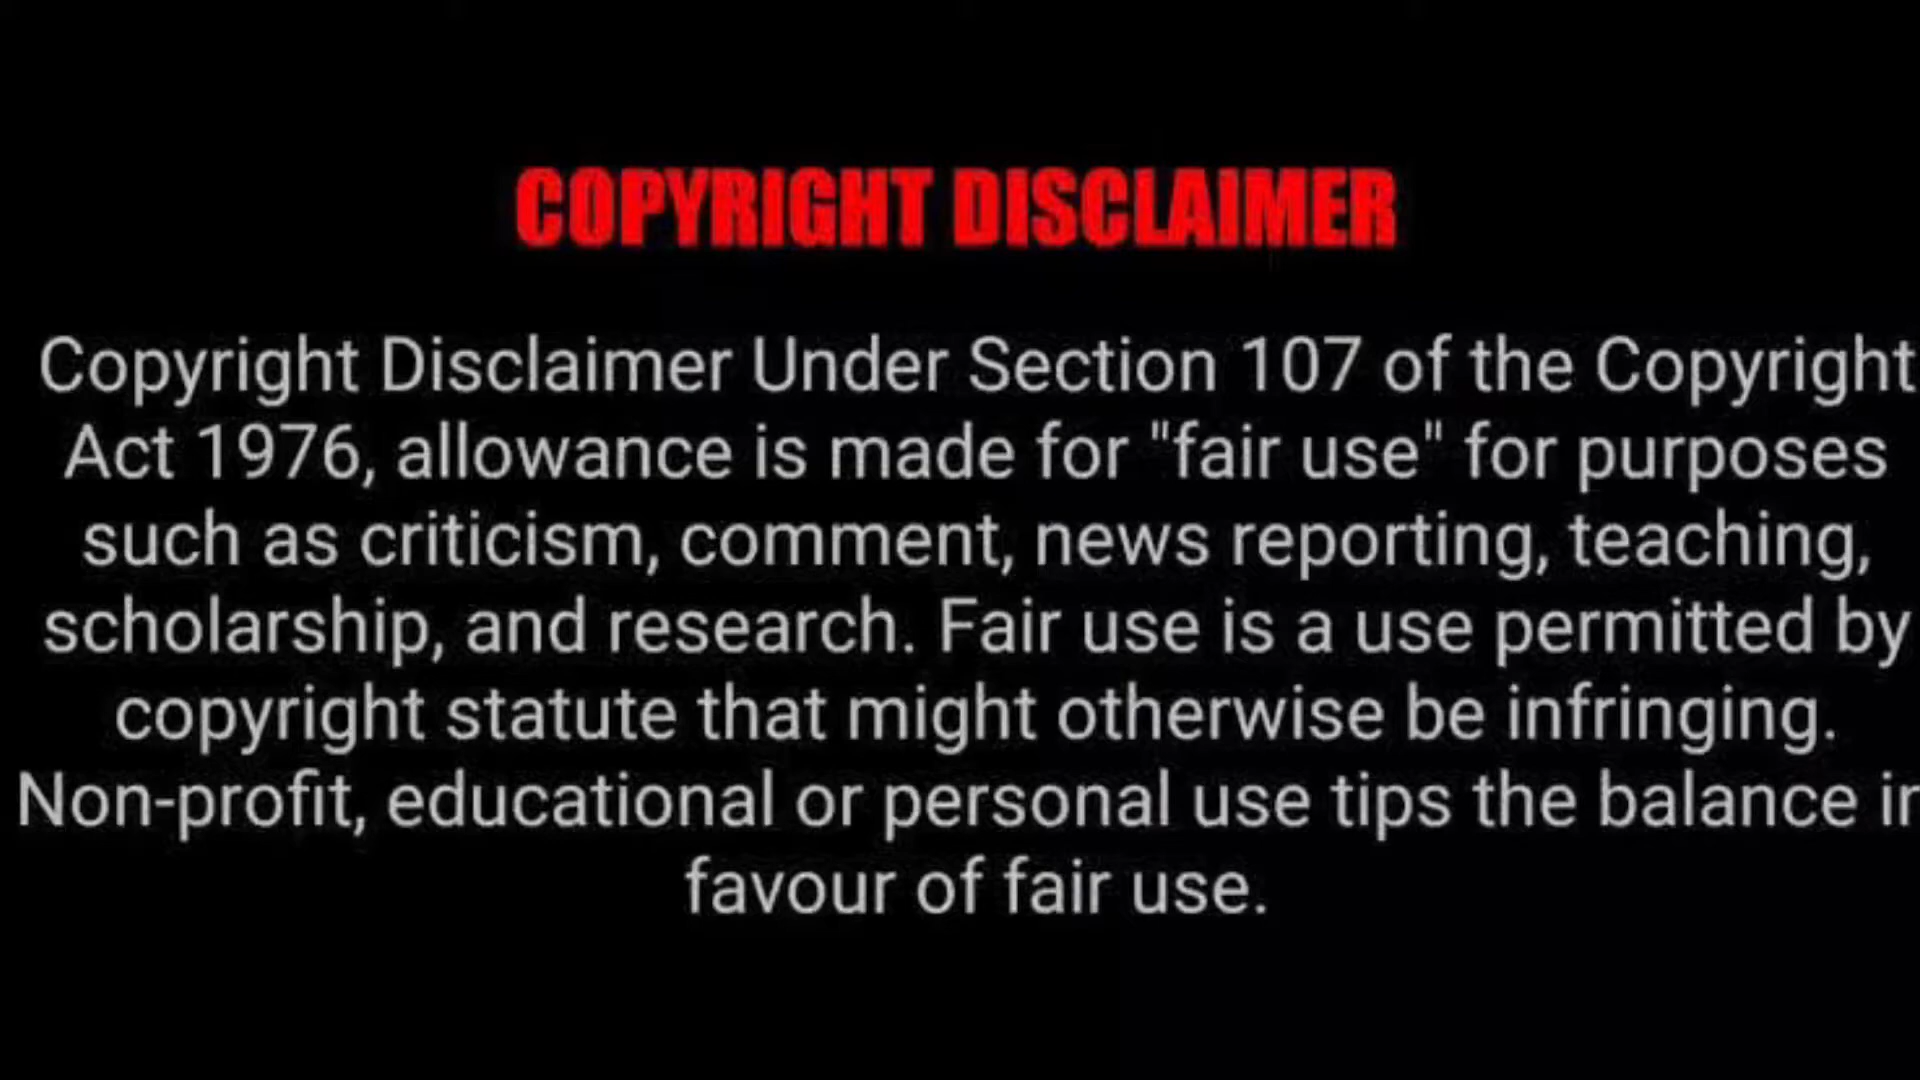 COPYRIGHT DISCLAIMER
Copyright Disclaimer Under Section 107 of the Copyright
Act 1976, allowance is made for "fair use" for purposes
such as criticism, comment, news reporting, teaching,
scholarship, and research. Fair use is a use permitted by
copyright statute that might otherwise be infringing.
Non-profit, educational or personal use tips the balance in
favour of fair use.